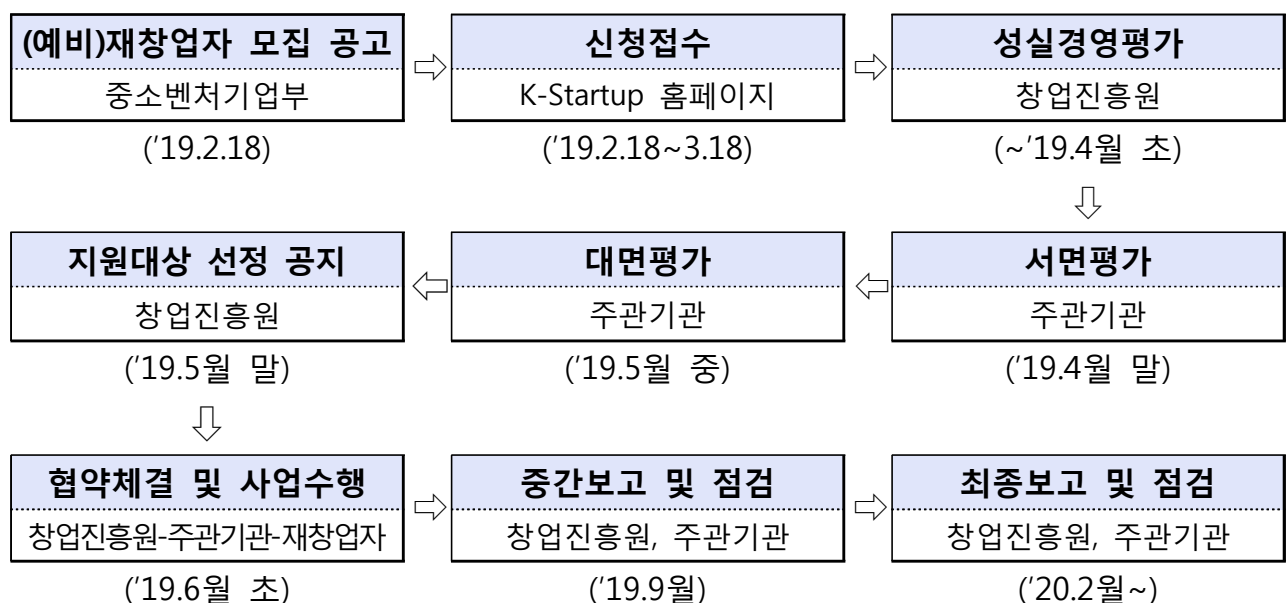 (예비)재창업자 모집 공고
중소벤처기업부
('19.2.18)
신청접수
K-Startup 홈페이지
('19.2.18~3.18)
성실경영평가
창업진흥원
(~'19.4월 초)
서면평가
주관기관
('19.4월 말)
대면평가
주관기관
('19.5월 중)
지원대상 선정 공지
창업진흥원
('19.5월 말)
협약체결 및 사업수행
창업진흥원-주관기관-재창업자
('19.6월 초)
중간보고 및 점검
창업진흥원, 주관기관
('19.9월)
최종보고 및 점검
창업진흥원, 주관기관
('20.2월~)